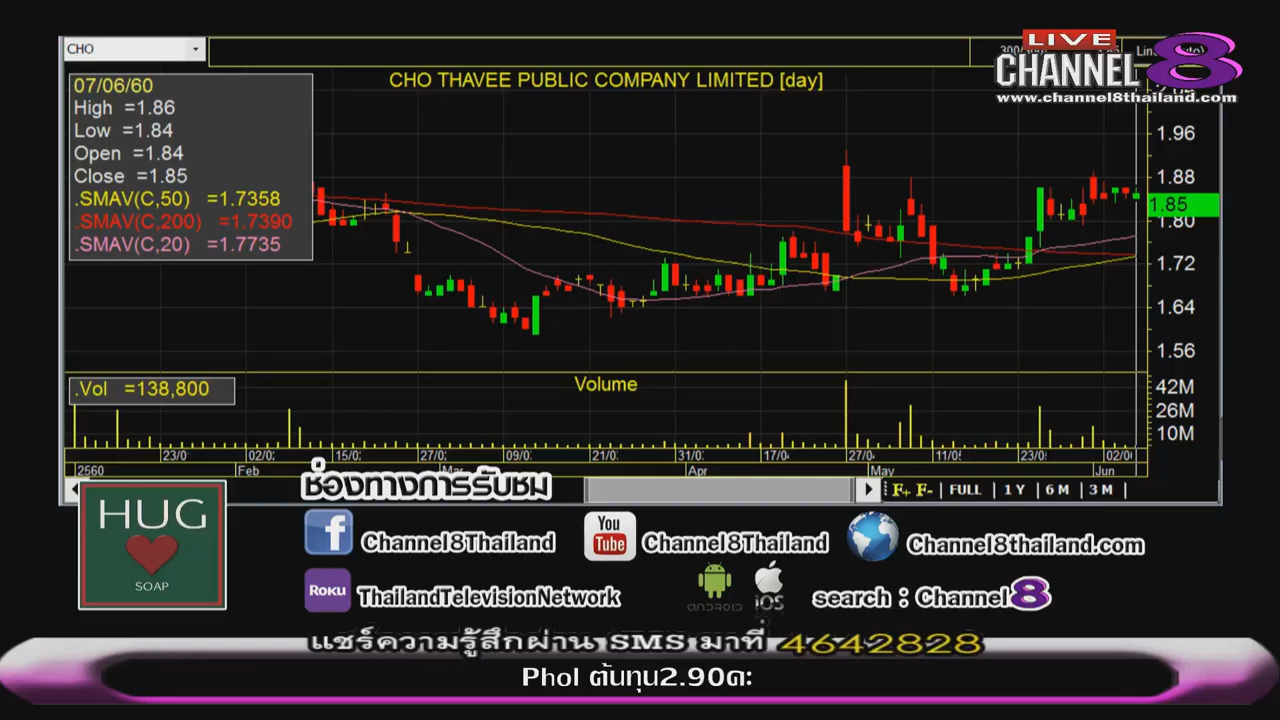 CHO
LIVE
CHANNEL 8
www.channel8thailand.com
CHO THAVEE PUBLIC COMPANY LIMITED [day]
07/06/60
High =1.86
Low =1.84
Open =1.84
Close =1.85
.SMAV(C,50) =1.7358
.SMAV(C,200) =1.7390
.SMAV(C,20) =1.7735
1.96
1.88
1.85
1.80
1.72
1.64
1.56
.Vol =138,800
Volume
42M
26M
10M
23/0 02/0 15/0 27/0 09/0 21/0 31/0 17/0 27/0 11/0 23/0 02/0
2560 Feb Mar Apr May Jun
F+ F- FULL 1 Y 6 M 3 M
ช่องทางการรับชม
HUG
SOAP
f Channel8Thailand
You Tube Channel8Thailand
Channel8thailand.com
ROKU ThailandTelevisionNetwork
ANDROID iOS
search : Channel 8
แชร์ความรู้สึกผ่าน SMS มาที่ 4642828
Phol ต้นทุน2.90คะ